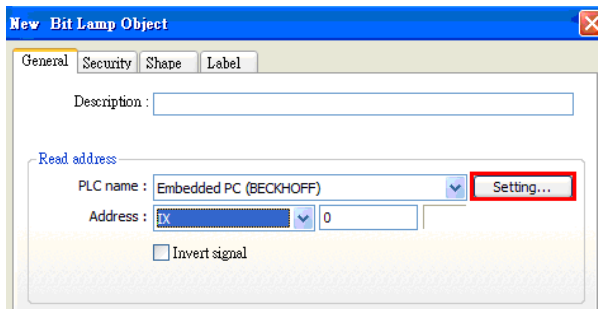 New Bit Lamp Object
General Security Shape Label
Description :
Read address
PLC name : Embedded PC (BECKHOFF) Setting...
Address : IX 0
Invert signal